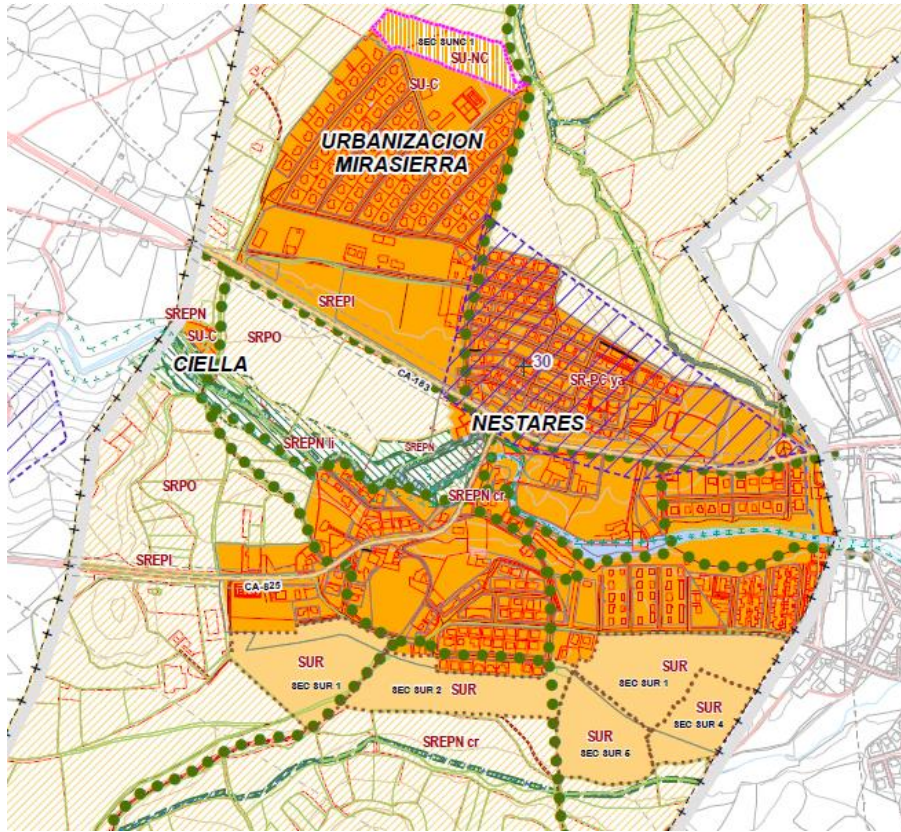 SEC SUNC 1
SU-NC
SU-C
URBANIZACION
MIRASIERRA
SREPI
SREPN
SU-C
SRPO
CIELLA
CA-183
30
SR-PC ya
NESTARES
SREPN li
SREPN
SREPN cr
SRPO
SREPI
CA-825
SUR
SEC SUR 1
SEC SUR 2
SUR
SUR
SEC SUR 1
SUR
SEC SUR 4
SUR
SEC SUR 5
SREPN cr